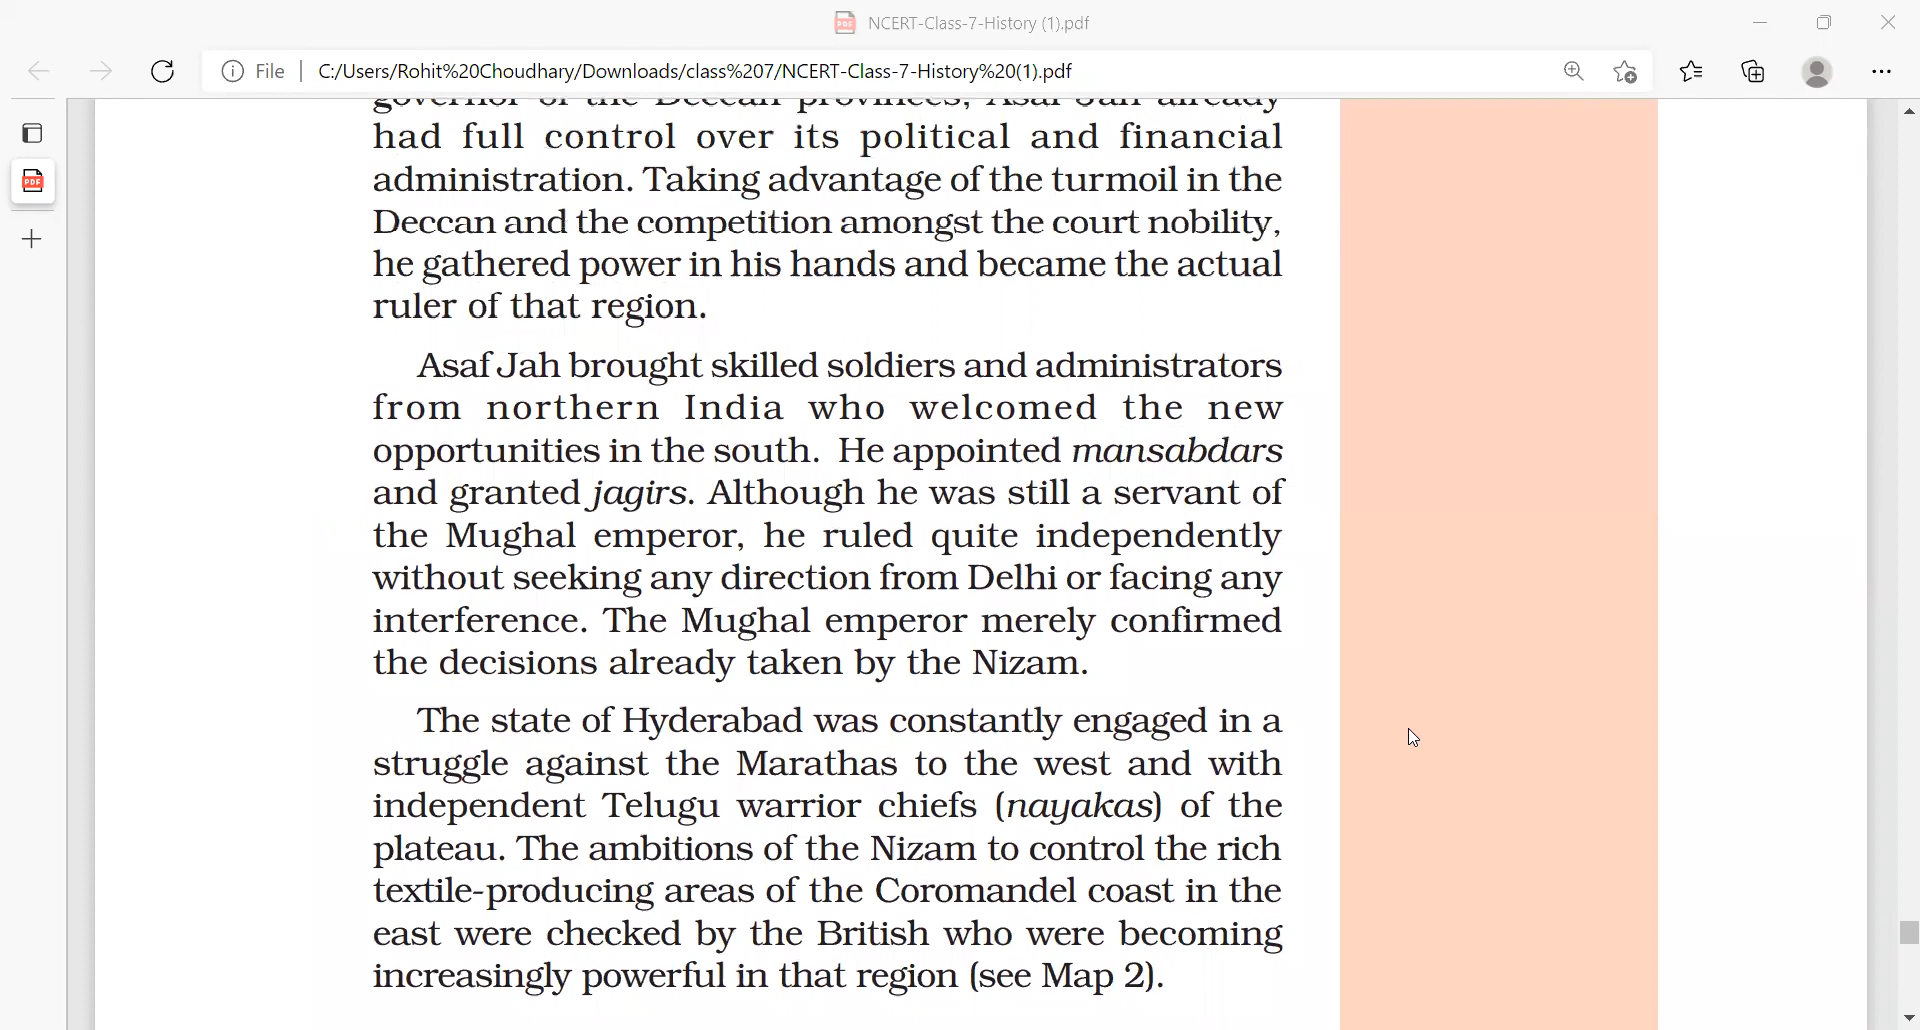 NCERT-Class-7-History (1).pdf
File
C:/Users/Rohit%20Choudhary/Downloads/class%207/NCERT-Class-7-History%20(1).pdf
PDF
governor of the Deccan provinces, Asaf Jah already
had full control over its political and financial
administration. Taking advantage of the turmoil in the
Deccan and the competition amongst the court nobility,
he gathered power in his hands and became the actual
ruler of that region.
Asaf Jah brought skilled soldiers and administrators
from northern India who welcomed the new
opportunities in the south. He appointed mansabdars
and granted jagirs. Although he was still a servant of
the Mughal emperor, he ruled quite independently
without seeking any direction from Delhi or facing any
interference. The Mughal emperor merely confirmed
the decisions already taken by the Nizam.
The state of Hyderabad was constantly engaged in a
struggle against the Marathas to the west and with
independent Telugu warrior chiefs (nayakas) of the
plateau. The ambitions of the Nizam to control the rich
textile-producing areas of the Coromandel coast in the
east were checked by the British who were becoming
increasingly powerful in that region (see Map 2).